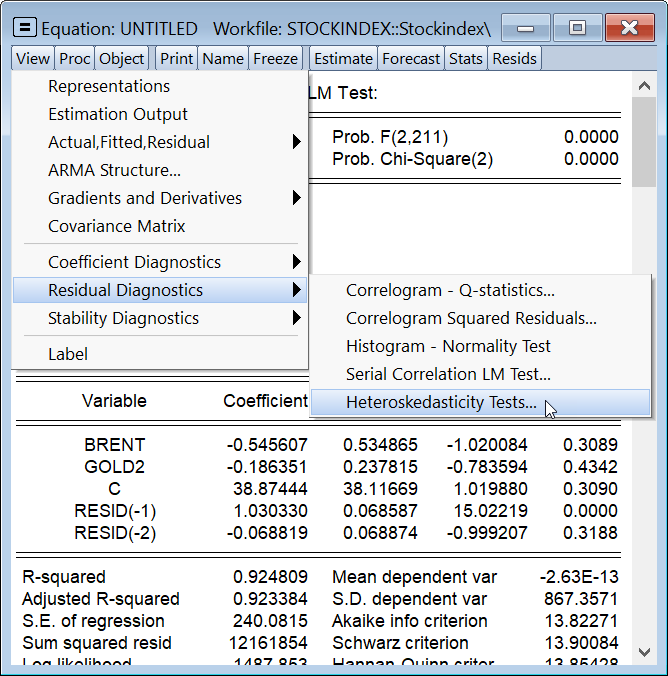 Equation: UNTITLED Workfile: STOCKINDEX::Stockindex\
View Proc Object Print Name Freeze Estimate Forecast Stats Resids
Representations
Estimation Output
Actual,Fitted,Residual
ARMA Structure...
Gradients and Derivatives
Covariance Matrix
Coefficient Diagnostics
Residual Diagnostics
Stability Diagnostics
Label
LM Test:
Prob. F(2,211) 0.0000
Prob. Chi-Square(2) 0.0000
Correlogram - Q-statistics...
Correlogram Squared Residuals...
Histogram - Normality Test
Serial Correlation LM Test...
Heteroskedasticity Tests...
Variable Coefficient
BRENT -0.545607 0.534865 -1.020084 0.3089
GOLD2 -0.186351 0.237815 -0.783594 0.4342
C 38.87444 38.11669 1.019880 0.3090
RESID(-1) 1.030330 0.068587 15.02219 0.0000
RESID(-2) -0.068819 0.068874 -0.999207 0.3188
R-squared 0.924809 Mean dependent var -2.63E-13
Adjusted R-squared 0.923384 S.D. dependent var 867.3571
S.E. of regression 240.0815 Akaike info criterion 13.82271
Sum squared resid 12161854 Schwarz criterion 13.90084
Log likelihood -1487.853 Hannan-Quinn criter. 13.85428